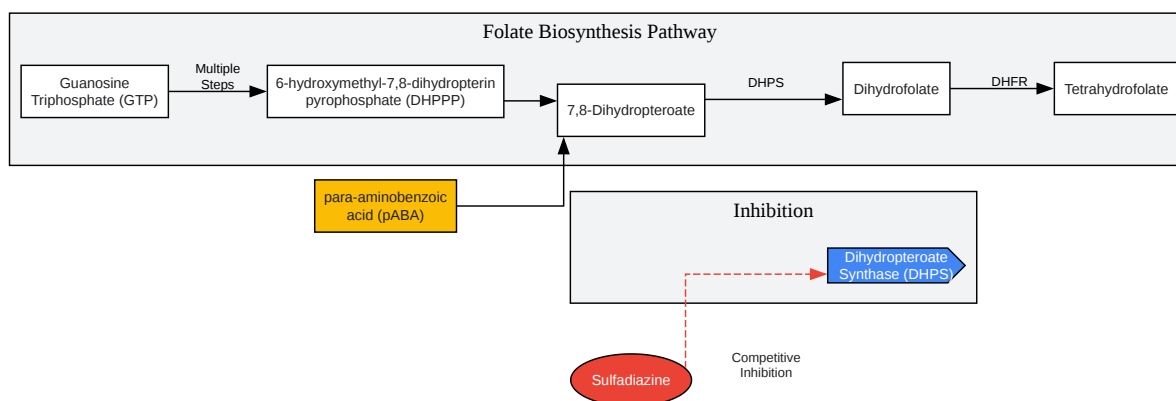 Folate Biosynthesis Pathway
Guanosine
Triphosphate (GTP)
Multiple
Steps
6-hydroxymethyl-7,8-dihydropterin
pyrophosphate (DHPPP)
7,8-Dihydropteroate
DHPS
Dihydrofolate
DHFR
Tetrahydrofolate
para-aminobenzoic
acid (pABA)
Inhibition
Dihydropteroate
Synthase (DHPS)
Sulfadiazine
Competitive
Inhibition